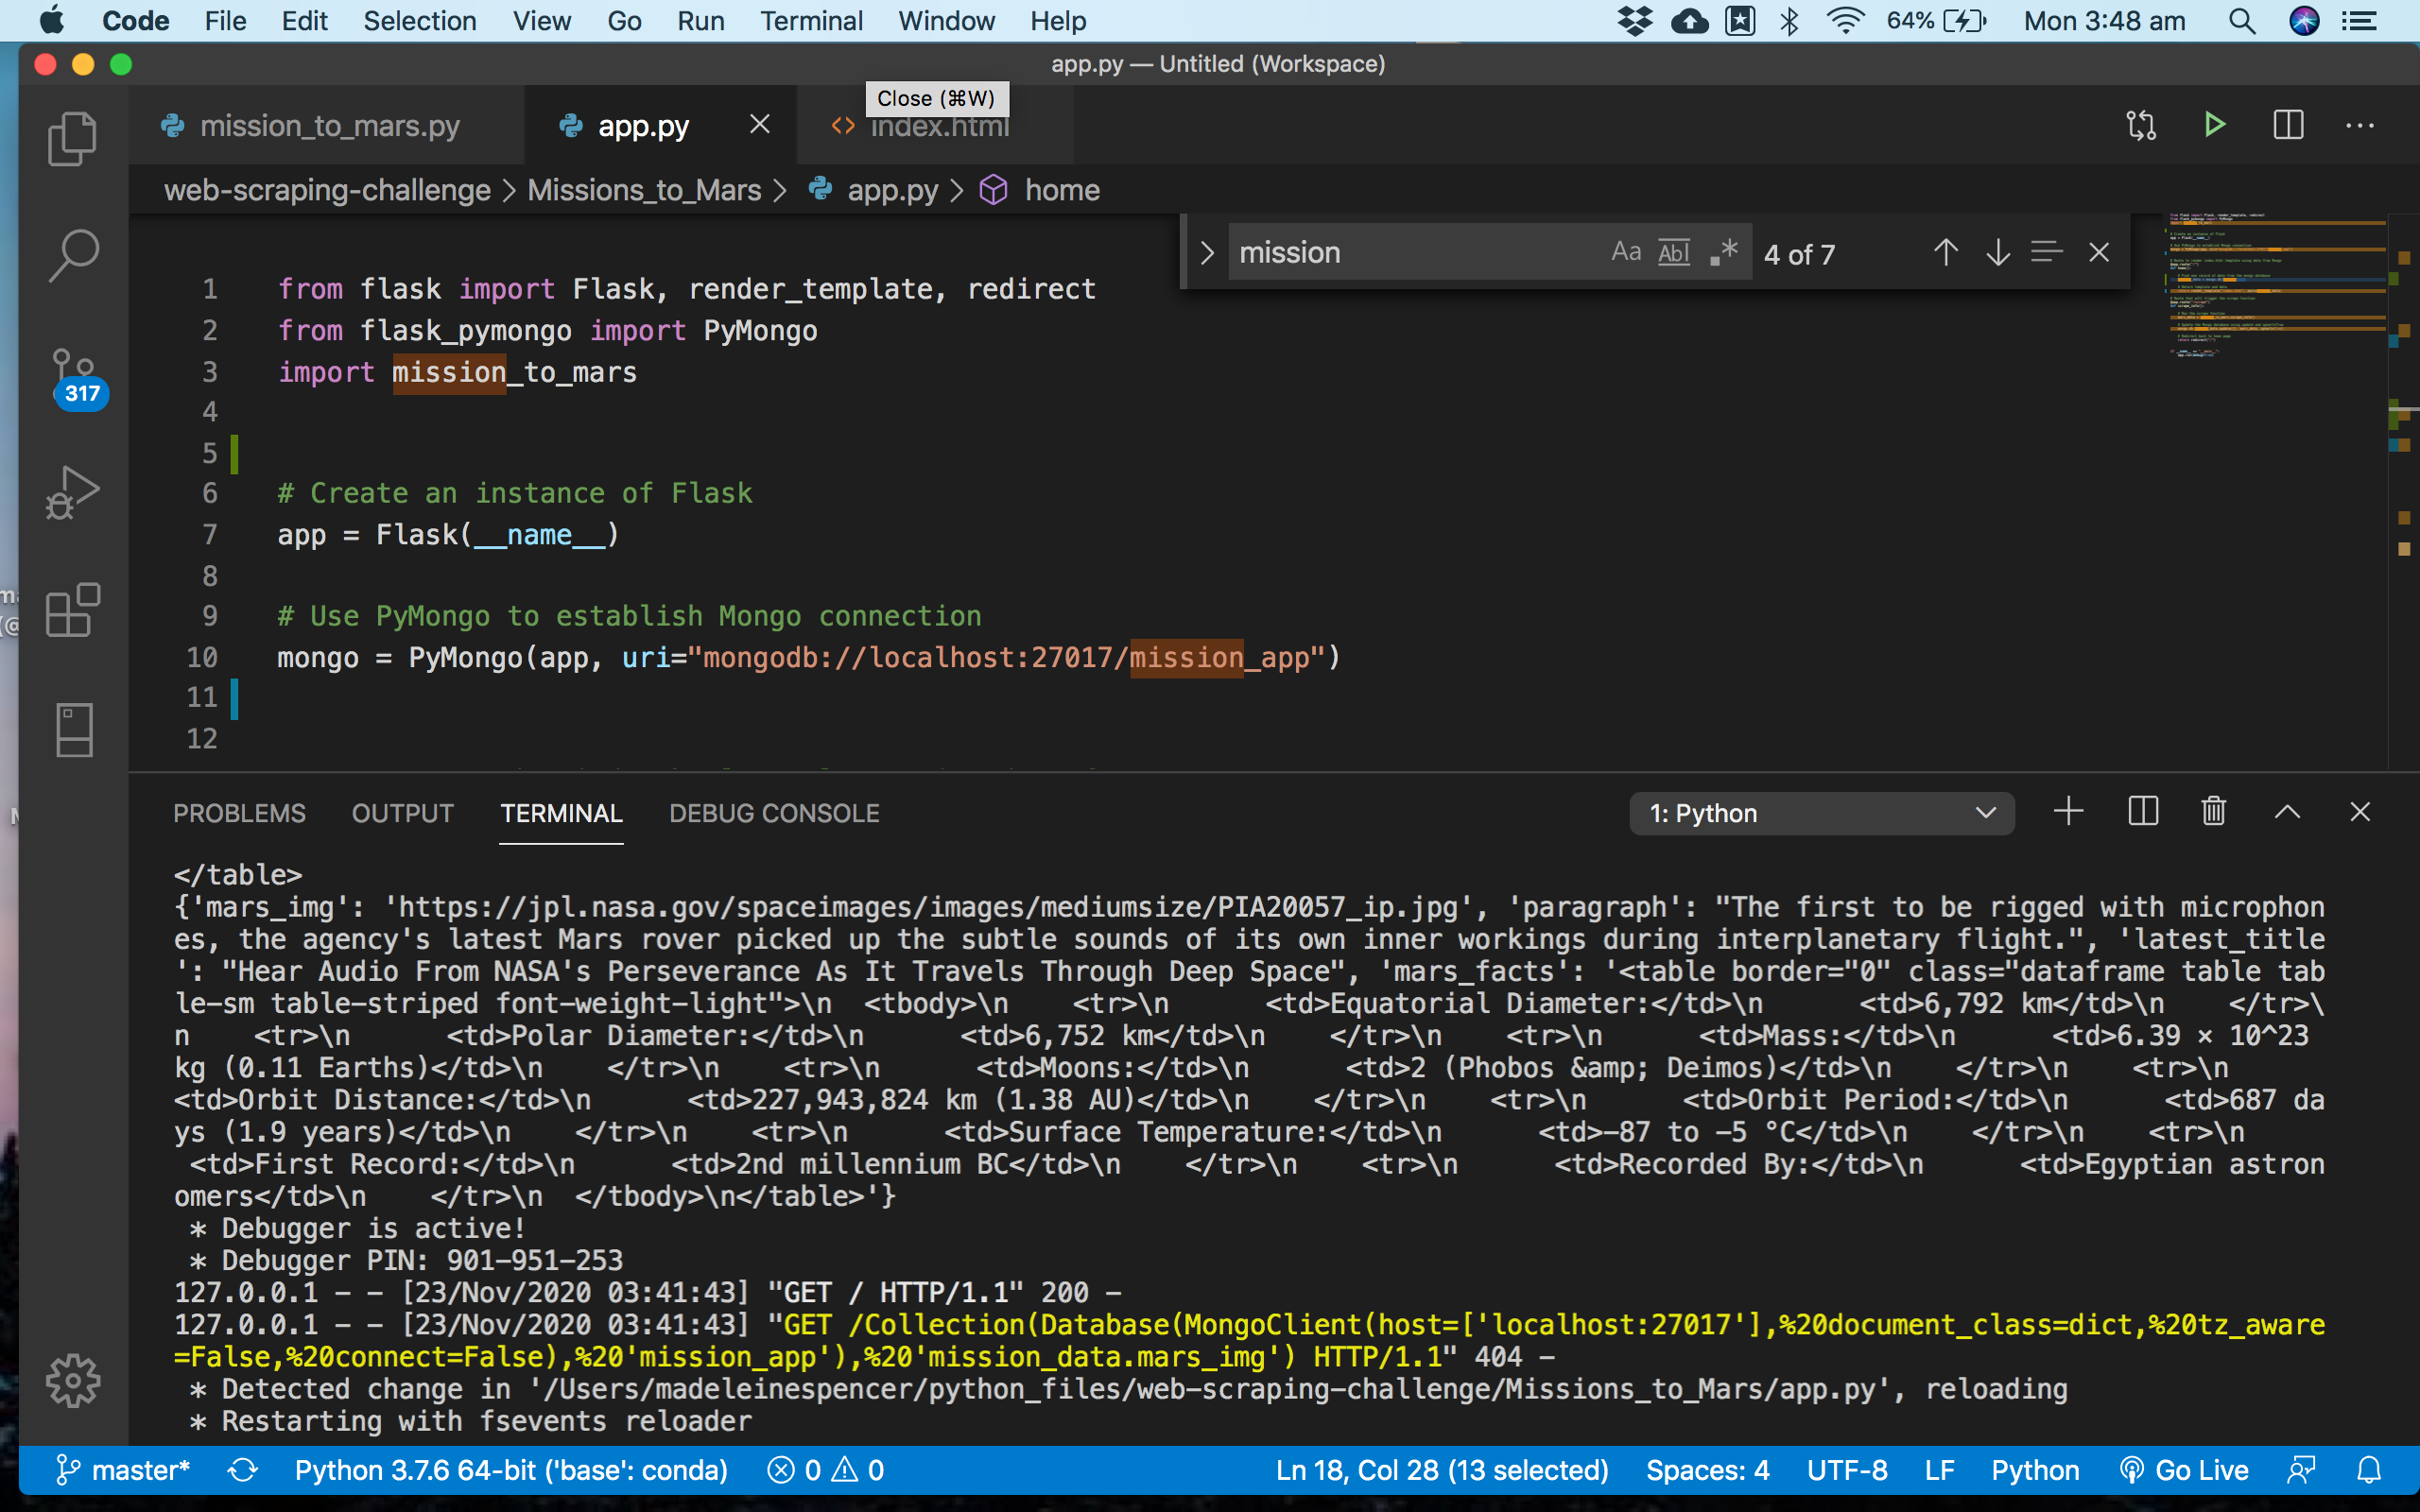 Code File Edit Selection View Go Run Terminal Window Help 64% Mon 3:48 am
app.py — Untitled (Workspace)
Close (⌘W)
mission_to_mars.py app.py index.html
web-scraping-challenge > Missions_to_Mars > app.py > home
mission Aa Abl .* 4 of 7
1 from flask import Flask, render_template, redirect
2 from flask_pymongo import PyMongo
3 import mission_to_mars
317
4
5
6 # Create an instance of Flask
7 app = Flask(__name__)
8
9 # Use PyMongo to establish Mongo connection
10 mongo = PyMongo(app, uri="mongodb://localhost:27017/mission_app")
11
12
PROBLEMS OUTPUT TERMINAL DEBUG CONSOLE 1: Python
</table>
{'mars_img': 'https://jpl.nasa.gov/spaceimages/images/mediumsize/PIA20057_ip.jpg', 'paragraph': "The first to be rigged with microphon
es, the agency's latest Mars rover picked up the subtle sounds of its own inner workings during interplanetary flight.", 'latest_title
': "Hear Audio From NASA's Perseverance As It Travels Through Deep Space", 'mars_facts': '<table border="0" class="dataframe table tab
le-sm table-striped font-weight-light">\n  <tbody>\n    <tr>\n      <td>Equatorial Diameter:</td>\n      <td>6,792 km</td>\n    </tr>\
n    <tr>\n      <td>Polar Diameter:</td>\n      <td>6,752 km</td>\n    </tr>\n    <tr>\n      <td>Mass:</td>\n      <td>6.39 × 10^23
kg (0.11 Earths)</td>\n    </tr>\n    <tr>\n      <td>Moons:</td>\n      <td>2 (Phobos &amp; Deimos)</td>\n    </tr>\n    <tr>\n
<td>Orbit Distance:</td>\n      <td>227,943,824 km (1.38 AU)</td>\n    </tr>\n    <tr>\n      <td>Orbit Period:</td>\n      <td>687 da
ys (1.9 years)</td>\n    </tr>\n    <tr>\n      <td>Surface Temperature:</td>\n      <td>-87 to -5 °C</td>\n    </tr>\n    <tr>\n
<td>First Record:</td>\n      <td>2nd millennium BC</td>\n    </tr>\n    <tr>\n      <td>Recorded By:</td>\n      <td>Egyptian astron
omers</td>\n    </tr>\n  </tbody>\n</table>'}
* Debugger is active!
* Debugger PIN: 901-951-253
127.0.0.1 - - [23/Nov/2020 03:41:43] "GET / HTTP/1.1" 200 -
127.0.0.1 - - [23/Nov/2020 03:41:43] "GET /Collection(Database(MongoClient(host=['localhost:27017'],%20document_class=dict,%20tz_aware
=False,%20connect=False),%20'mission_app'),%20'mission_data.mars_img') HTTP/1.1" 404 -
* Detected change in '/Users/madeleinespencer/python_files/web-scraping-challenge/Missions_to_Mars/app.py', reloading
* Restarting with fsevents reloader
master* Python 3.7.6 64-bit ('base': conda) 0 0 Ln 18, Col 28 (13 selected) Spaces: 4 UTF-8 LF Python Go Live